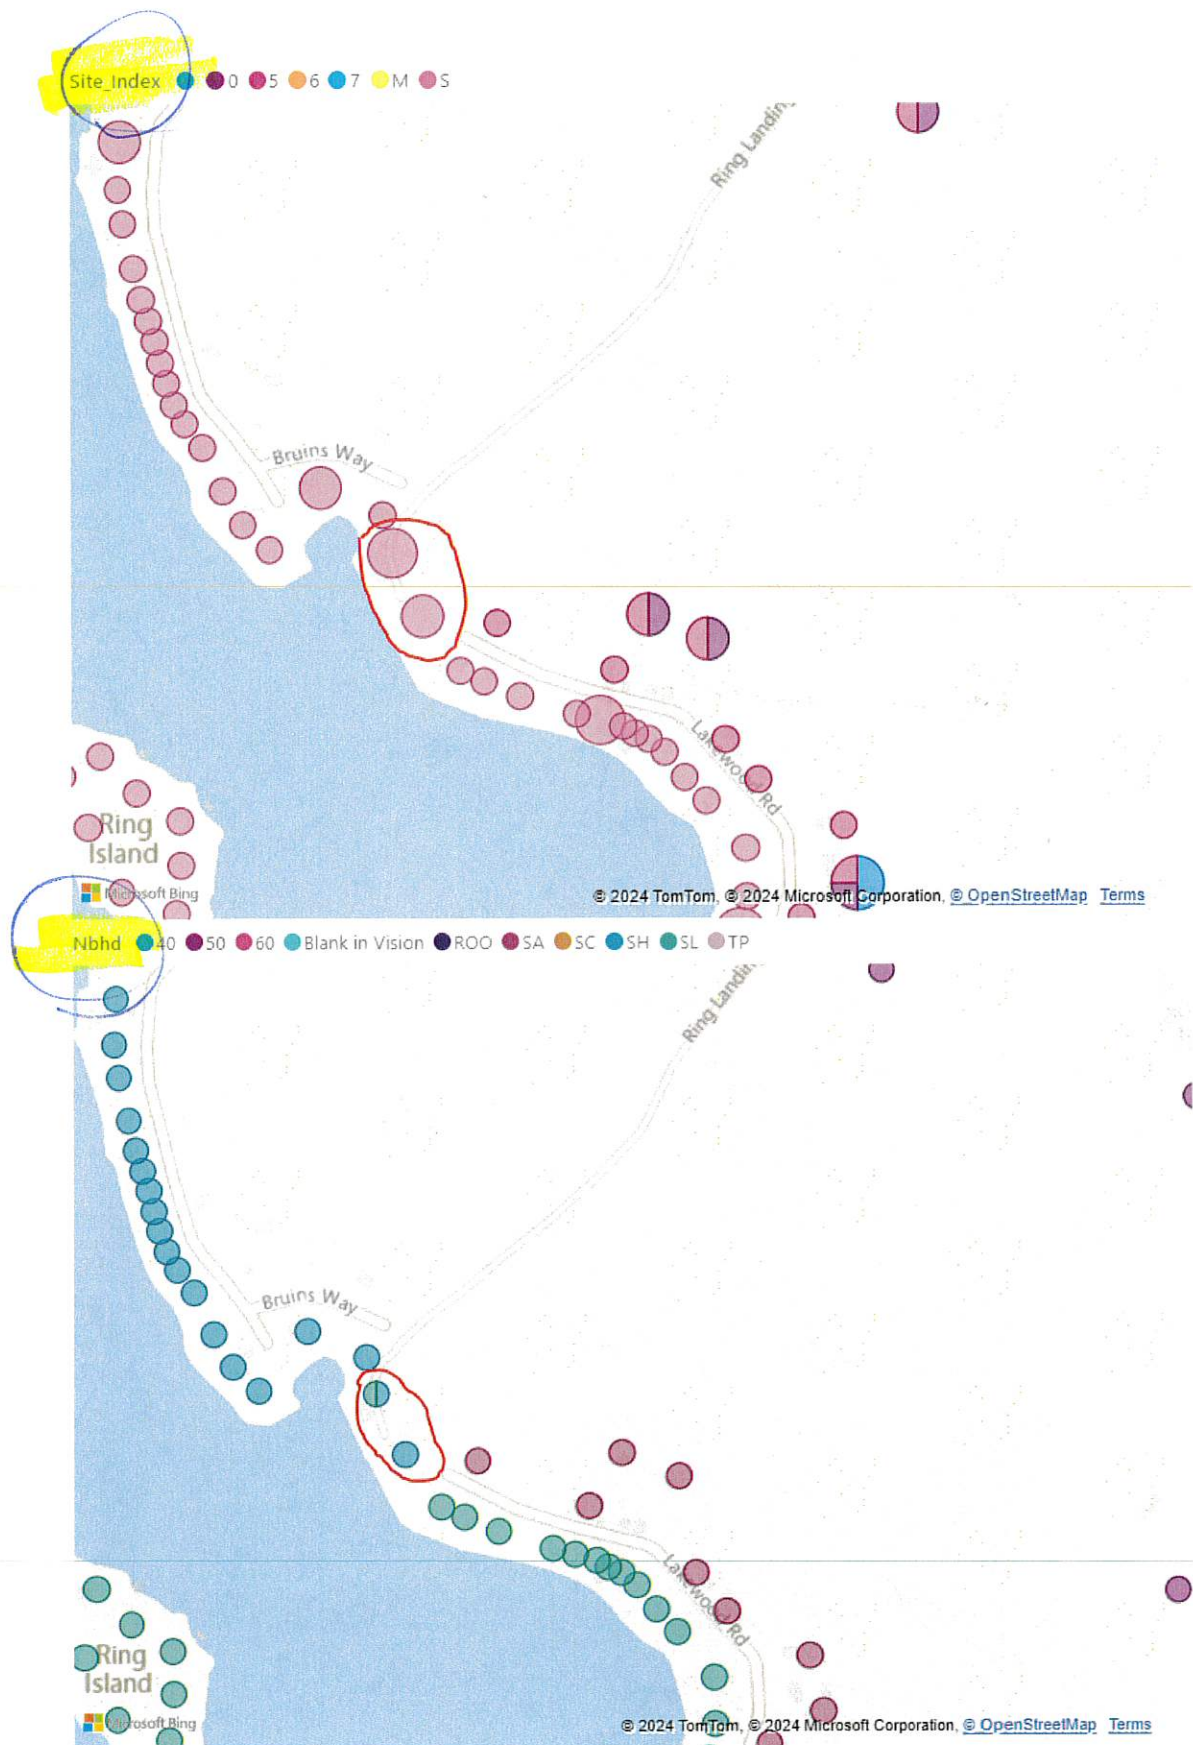 Site_Index 0 5 6 7 M S
Ring Landing
Bruins Way
Lakewood Rd
Ring
Island
Microsoft Bing
© 2024 TomTom, © 2024 Microsoft Corporation, © OpenStreetMap Terms
Nbhd 40 50 60 Blank in Vision ROO SA SC SH SL TP
Ring Landin
Bruins Way
Lakewood Rd
Ring
Island
Microsoft Bing
© 2024 TomTom, © 2024 Microsoft Corporation, © OpenStreetMap Terms